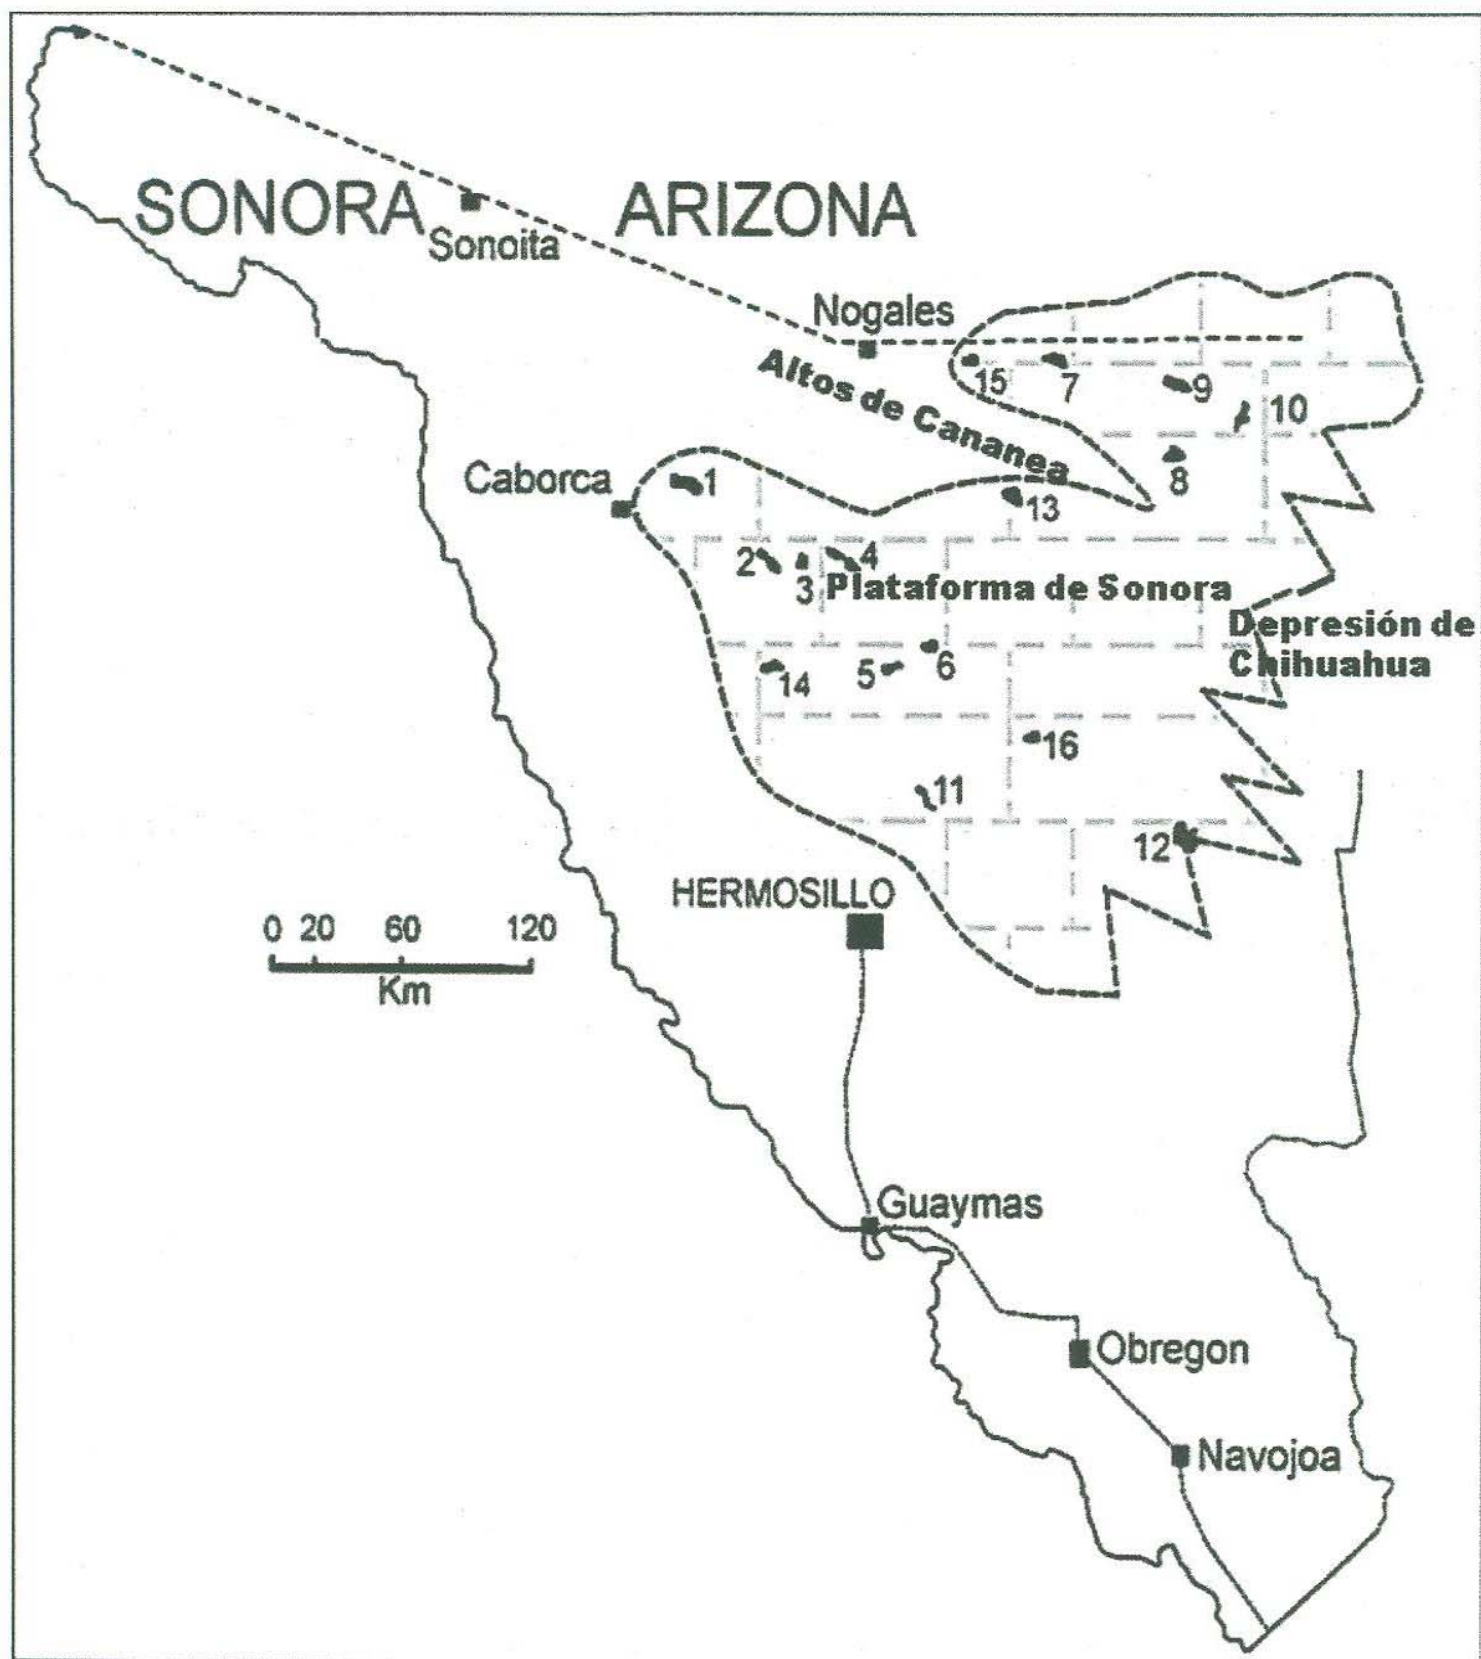 SONORA
ARIZONA
Sonoita
Nogales
Altos de Cananea
15
7
9
10
8
Caborca
1
13
2
3
4
Plataforma de Sonora
Depresión de
Chihuahua
14
5
6
16
11
12
HERMOSILLO
0 20 60 120
Km
Guaymas
Obregon
Navojoa